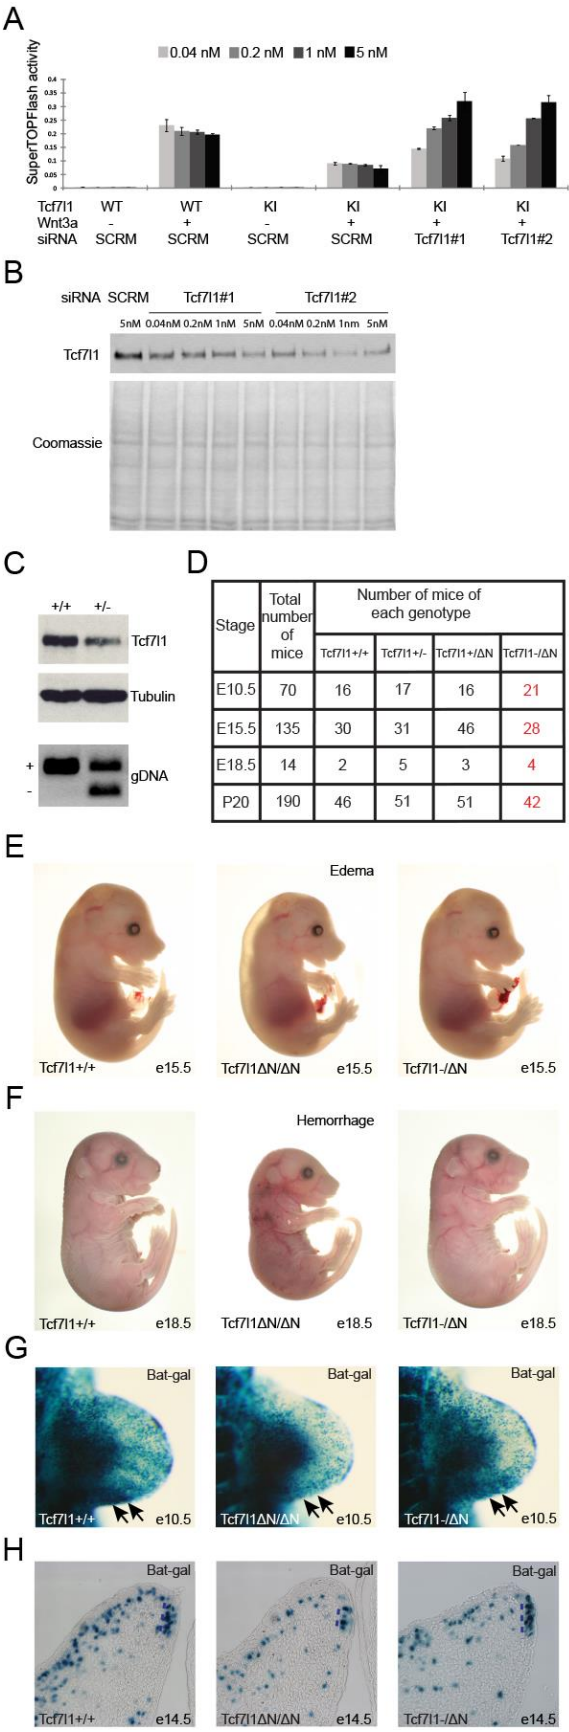 A
0.04 nM 0.2 nM 1 nM 5 nM
SuperTOPFlash activity
0.4
0.35
0.3
0.25
0.2
0.15
0.1
0.05
0
Tcf7l1 WT WT KI KI KI KI
Wnt3a - + - + + +
siRNA SCRM SCRM SCRM SCRM Tcf7l1#1 Tcf7l1#2
B
siRNA SCRM Tcf7l1#1 Tcf7l1#2
5nM 0.04nM 0.2nM 1nM 5nM 0.04nM 0.2nM 1nm 5nM
Tcf7l1
Coomassie
C
+/+ +/-
Tcf7l1
Tubulin
+
gDNA
-
D
Stage Total number of mice Number of mice of each genotype
Tcf7l1+/+ Tcf7l1+/- Tcf7l1+/ΔN Tcf7l1-/ΔN
E10.5 70 16 17 16 21
E15.5 135 30 31 46 28
E18.5 14 2 5 3 4
P20 190 46 51 51 42
E
Edema
Tcf7l1+/+ e15.5 Tcf7l1ΔN/ΔN e15.5 Tcf7l1-/ΔN e15.5
F
Hemorrhage
Tcf7l1+/+ e18.5 Tcf7l1ΔN/ΔN e18.5 Tcf7l1-/ΔN e18.5
G
Bat-gal Bat-gal Bat-gal
Tcf7l1+/+ e10.5 Tcf7l1ΔN/ΔN e10.5 Tcf7l1-/ΔN e10.5
H
Bat-gal Bat-gal Bat-gal
Tcf7l1+/+ e14.5 Tcf7l1ΔN/ΔN e14.5 Tcf7l1-/ΔN e14.5